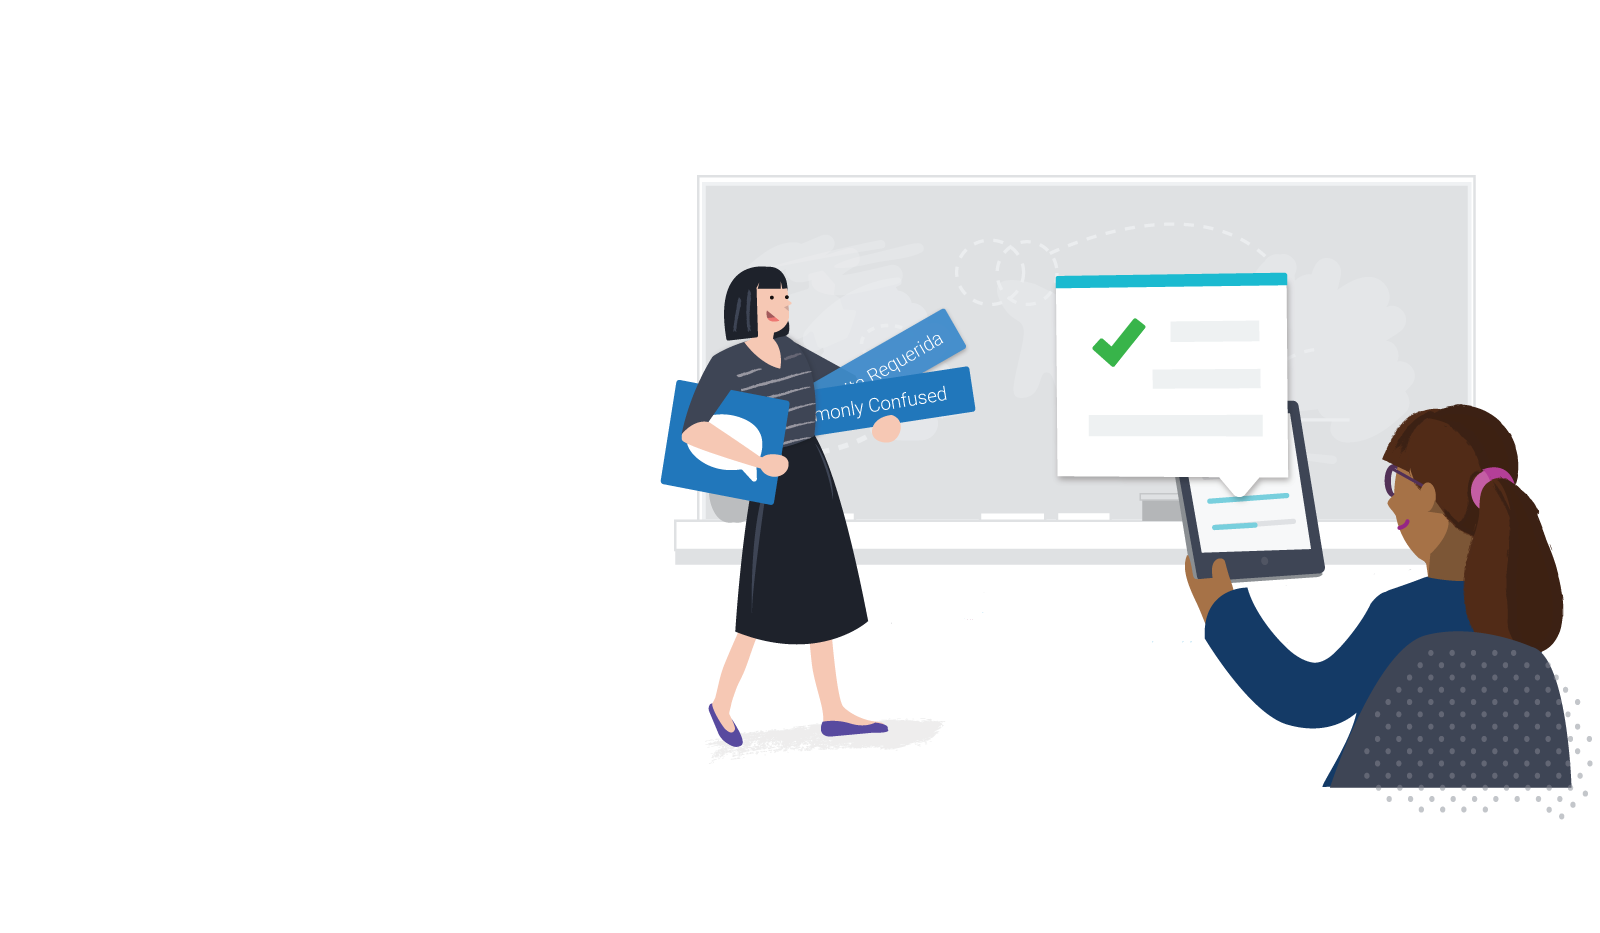 Requerida
monly Confused